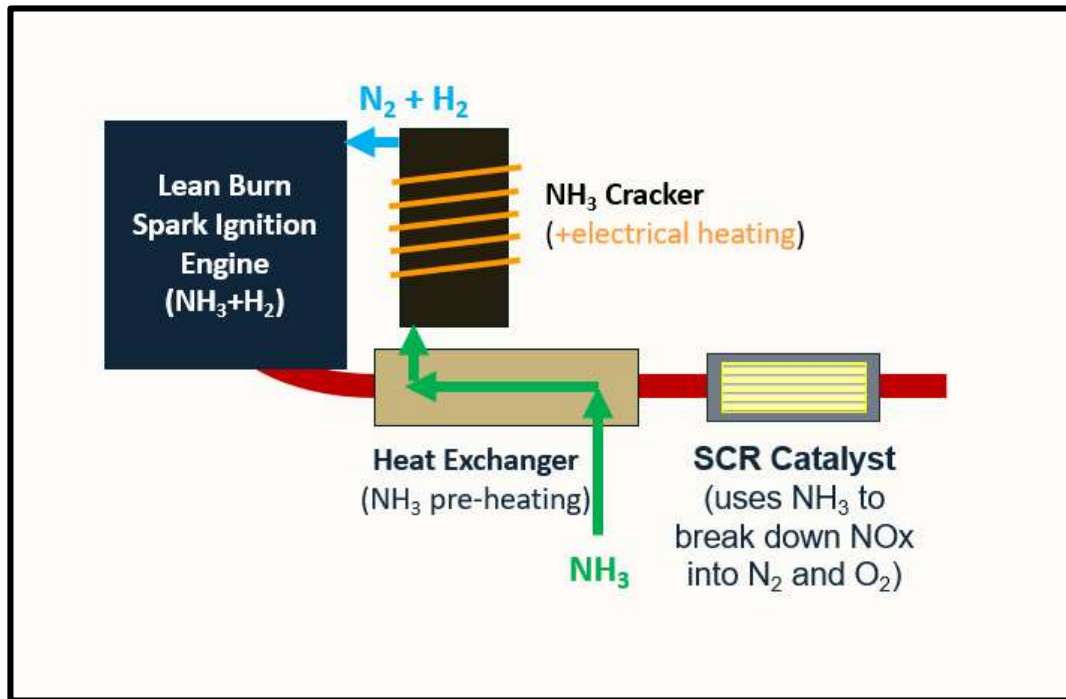 N₂ + H₂
Lean Burn
Spark Ignition
Engine
(NH₃+H₂)
NH₃ Cracker
(+electrical heating)
Heat Exchanger
(NH₃ pre-heating)
NH₃
SCR Catalyst
(uses NH₃ to
break down NOx
into N₂ and O₂)